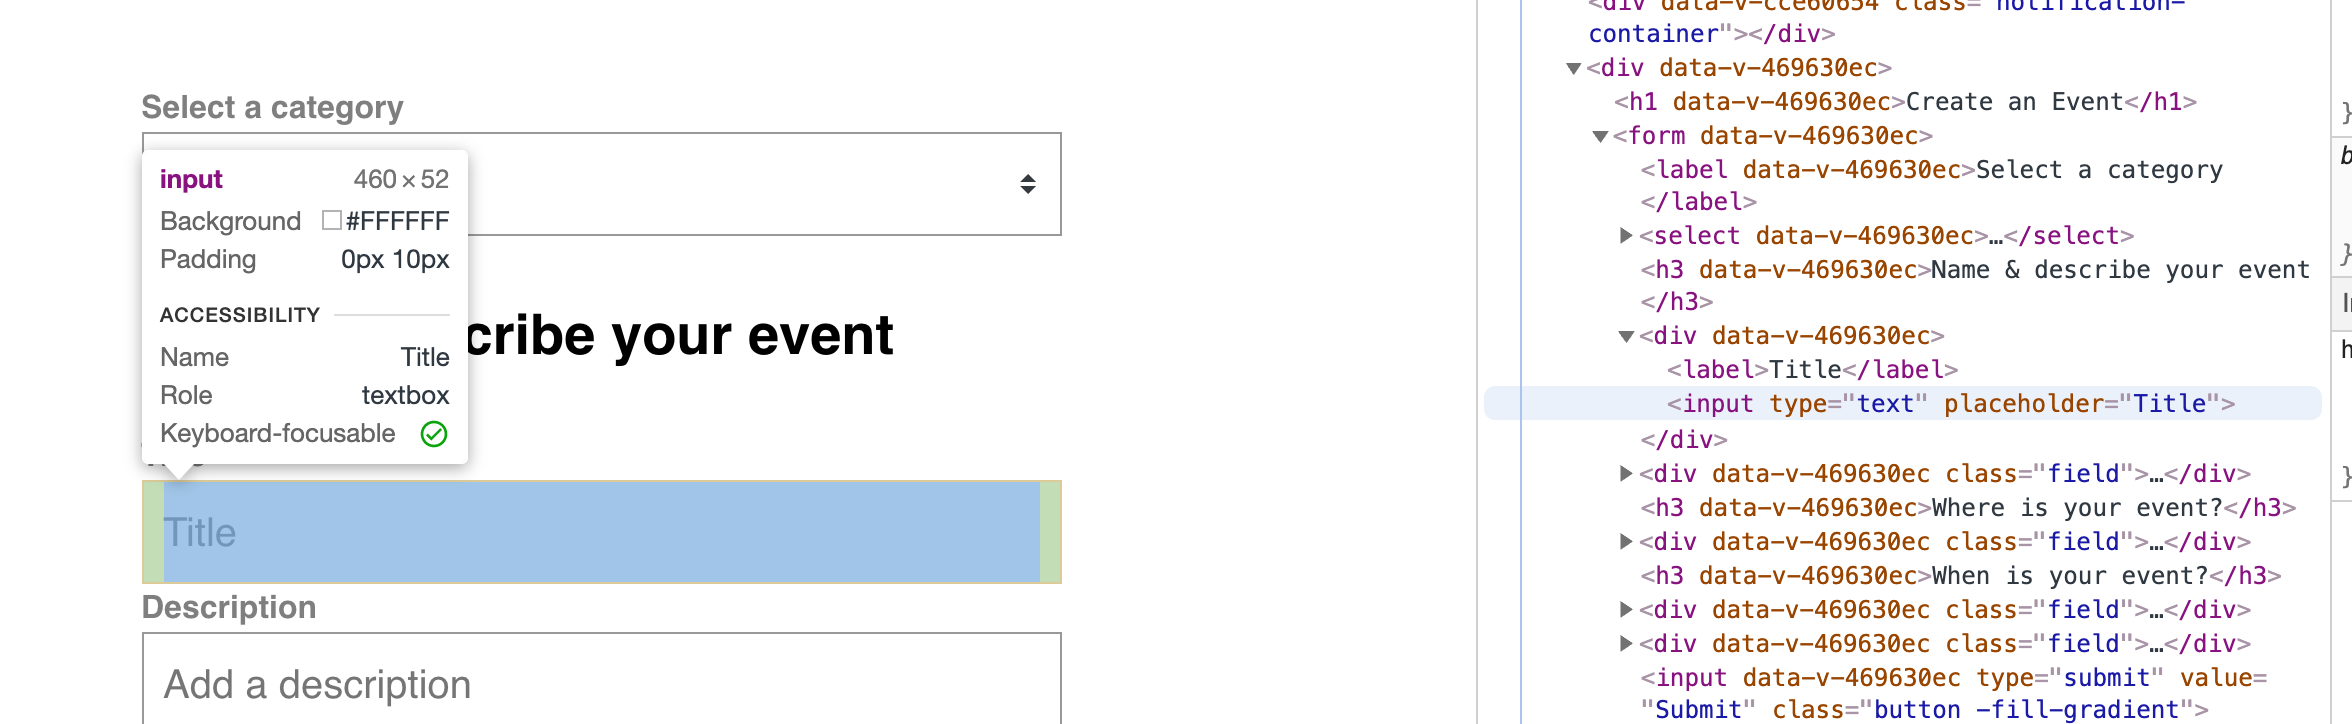 Select a category
input 460 × 52
Background #FFFFFF
Padding 0px 10px
ACCESSIBILITY
Name Title
Role textbox
Keyboard-focusable
cribe your event
Title
Description
Add a description
<div data-v-cce60654 class="notification-
container"></div>
<div data-v-469630ec>
<h1 data-v-469630ec>Create an Event</h1>
<form data-v-469630ec>
<label data-v-469630ec>Select a category
</label>
<select data-v-469630ec>…</select>
<h3 data-v-469630ec>Name & describe your event
</h3>
<div data-v-469630ec>
<label>Title</label>
<input type="text" placeholder="Title">
</div>
<div data-v-469630ec class="field">…</div>
<h3 data-v-469630ec>Where is your event?</h3>
<div data-v-469630ec class="field">…</div>
<h3 data-v-469630ec>When is your event?</h3>
<div data-v-469630ec class="field">…</div>
<div data-v-469630ec class="field">…</div>
<input data-v-469630ec type="submit" value=
"Submit" class="button -fill-gradient">